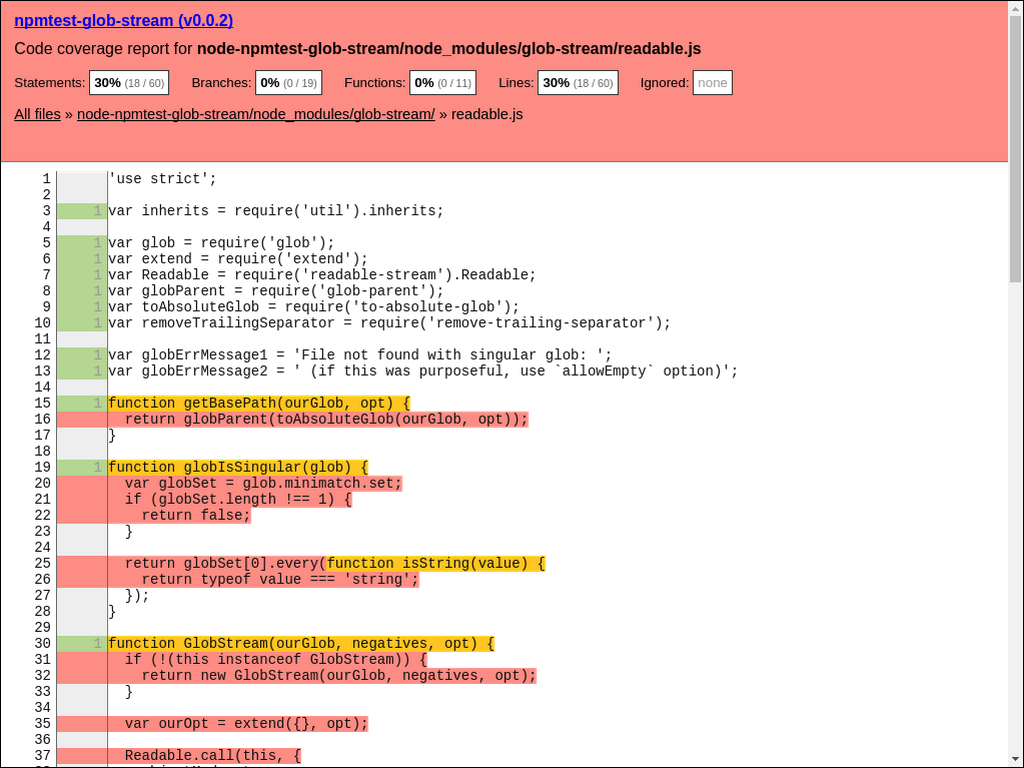 npmtest-glob-stream (v0.0.2)
Code coverage report for node-npmtest-glob-stream/node_modules/glob-stream/readable.js
Statements: 30% (18 / 60) Branches: 0% (0 / 19) Functions: 0% (0 / 11) Lines: 30% (18 / 60) Ignored: none
All files » node-npmtest-glob-stream/node_modules/glob-stream/ » readable.js
1 'use strict';
2
3 1 var inherits = require('util').inherits;
4
5 1 var glob = require('glob');
6 1 var extend = require('extend');
7 1 var Readable = require('readable-stream').Readable;
8 1 var globParent = require('glob-parent');
9 1 var toAbsoluteGlob = require('to-absolute-glob');
10 1 var removeTrailingSeparator = require('remove-trailing-separator');
11
12 1 var globErrMessage1 = 'File not found with singular glob: ';
13 1 var globErrMessage2 = ' (if this was purposeful, use `allowEmpty` option)';
14
15 1 function getBasePath(ourGlob, opt) {
16   return globParent(toAbsoluteGlob(ourGlob, opt));
17 }
18
19 1 function globIsSingular(glob) {
20   var globSet = glob.minimatch.set;
21   if (globSet.length !== 1) {
22     return false;
23   }
24
25   return globSet[0].every(function isString(value) {
26     return typeof value === 'string';
27   });
28 }
29
30 1 function GlobStream(ourGlob, negatives, opt) {
31   if (!(this instanceof GlobStream)) {
32     return new GlobStream(ourGlob, negatives, opt);
33   }
34
35   var ourOpt = extend({}, opt);
36
37   Readable.call(this, {